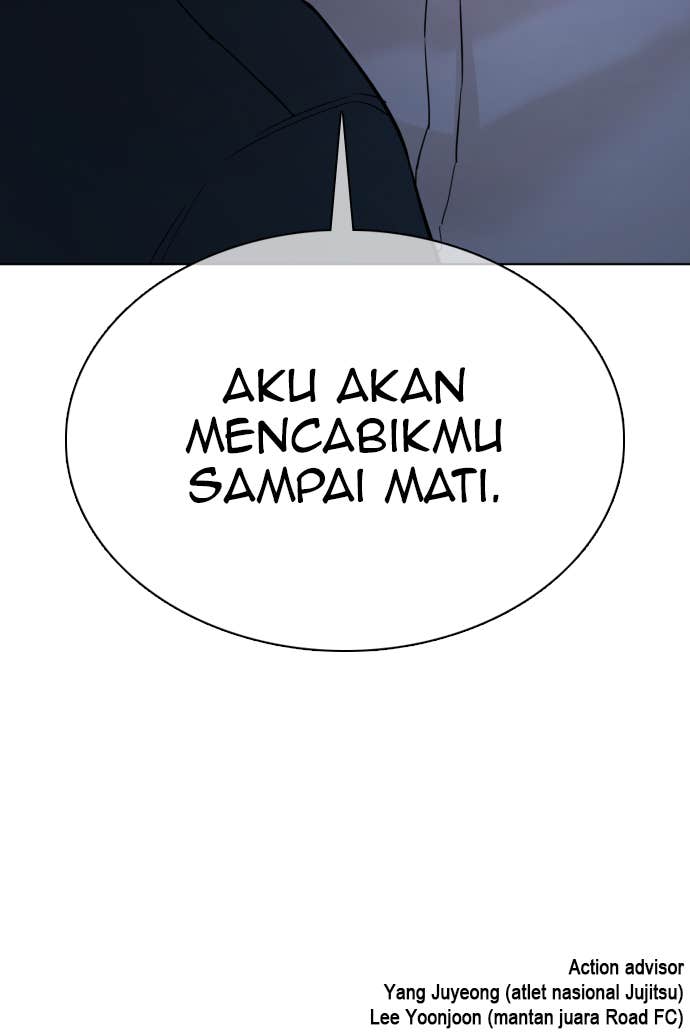 AKU AKAN
MENCABIKMU
SAMPAI MATI.
Action advisor
Yang Juyeong (atlet nasional Jujitsu)
Lee Yoonjoon (mantan juara Road FC)